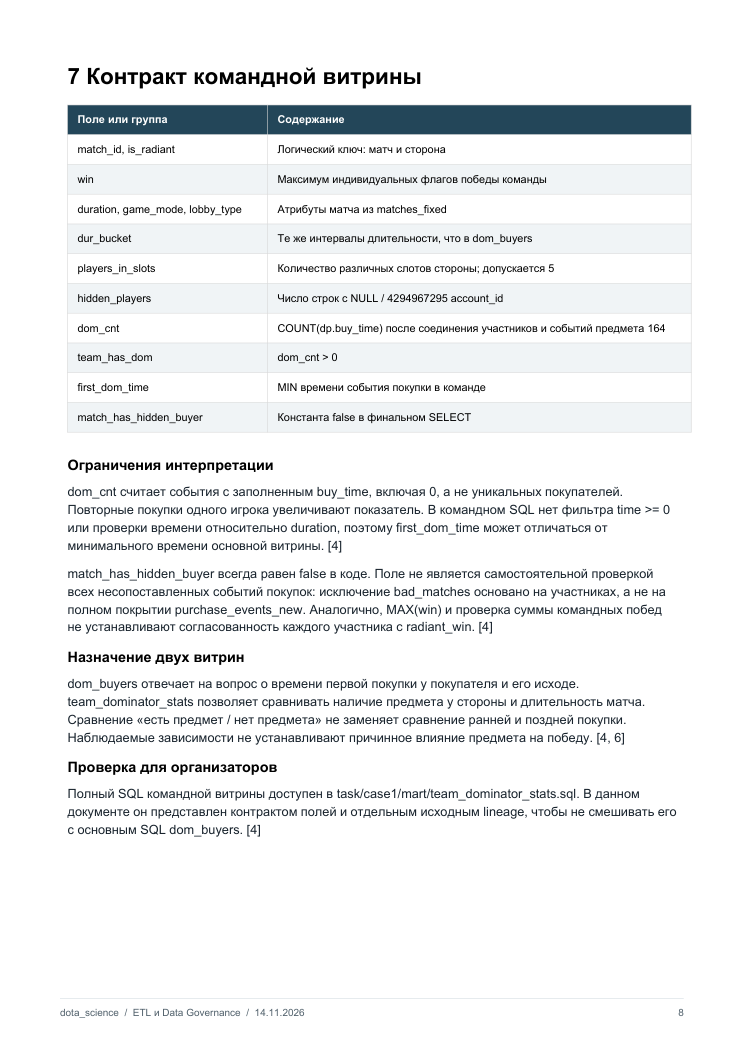 7 Контракт командной витрины
Поле или группа Содержание
match_id, is_radiant Логический ключ: матч и сторона
win Максимум индивидуальных флагов победы команды
duration, game_mode, lobby_type Атрибуты матча из matches_fixed
dur_bucket Те же интервалы длительности, что в dom_buyers
players_in_slots Количество различных слотов стороны; допускается 5
hidden_players Число строк с NULL / 4294967295 account_id
dom_cnt COUNT(dp.buy_time) после соединения участников и событий предмета 164
team_has_dom dom_cnt > 0
first_dom_time MIN времени события покупки в команде
match_has_hidden_buyer Константа false в финальном SELECT
Ограничения интерпретации
dom_cnt считает события с заполненным buy_time, включая 0, а не уникальных покупателей.
Повторные покупки одного игрока увеличивают показатель. В командном SQL нет фильтра time >= 0
или проверки времени относительно duration, поэтому first_dom_time может отличаться от
минимального времени основной витрины. [4]
match_has_hidden_buyer всегда равен false в коде. Поле не является самостоятельной проверкой
всех несопоставленных событий покупок: исключение bad_matches основано на участниках, а не на
полном покрытии purchase_events_new. Аналогично, MAX(win) и проверка суммы командных побед
не устанавливают согласованность каждого участника с radiant_win. [4]
Назначение двух витрин
dom_buyers отвечает на вопрос о времени первой покупки у покупателя и его исходе.
team_dominator_stats позволяет сравнивать наличие предмета у стороны и длительность матча.
Сравнение «есть предмет / нет предмета» не заменяет сравнение ранней и поздней покупки.
Наблюдаемые зависимости не устанавливают причинное влияние предмета на победу. [4, 6]
Проверка для организаторов
Полный SQL командной витрины доступен в task/case1/mart/team_dominator_stats.sql. В данном
документе он представлен контрактом полей и отдельным исходным lineage, чтобы не смешивать его
с основным SQL dom_buyers. [4]
dota_science / ETL и Data Governance / 14.11.2026 8